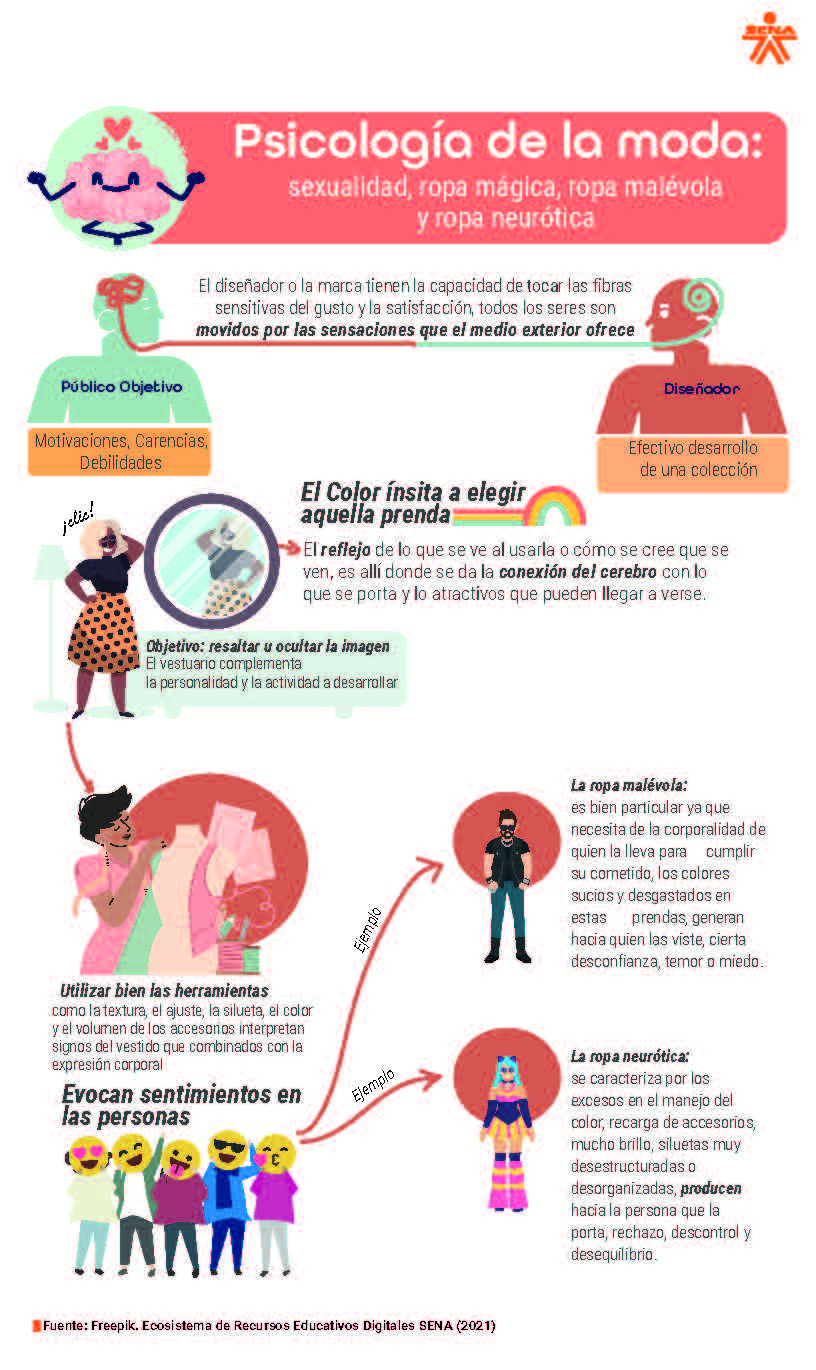 SENA
Psicología de la moda:
sexualidad, ropa mágica, ropa malévola
y ropa neurótica
El diseñador o la marca tienen la capacidad de tocar las fibras
sensitivas del gusto y la satisfacción, todos los seres son
movidos por las sensaciones que el medio exterior ofrece
Público Objetivo
Motivaciones, Carencias,
Debilidades
Diseñador
Efectivo desarrollo
de una colección
¡clic!
El Color ínsita a elegir
aquella prenda
El reflejo de lo que se ve al usarla o cómo se cree que se
ven, es allí donde se da la conexión del cerebro con lo
que se porta y lo atractivos que pueden llegar a verse.
Objetivo: resaltar u ocultar la imagen
El vestuario complementa
la personalidad y la actividad a desarrollar
Utilizar bien las herramientas
como la textura, el ajuste, la silueta, el color
y el volumen de los accesorios interpretan
signos del vestido que combinados con la
expresión corporal
Evocan sentimientos en
las personas
Ejemplo
La ropa malévola:
es bien particular ya que
necesita de la corporalidad de
quien la lleva para cumplir
su cometido, los colores
sucios y desgastados en
estas prendas, generan
hacia quien las viste, cierta
desconfianza, temor o miedo.
Ejemplo
La ropa neurótica:
se caracteriza por los
excesos en el manejo del
color, recarga de accesorios,
mucho brillo, siluetas muy
desestructuradas o
desorganizadas, producen
hacia la persona que la
porta, rechazo, descontrol y
desequilibrio.
Fuente: Freepik. Ecosistema de Recursos Educativos Digitales SENA (2021)